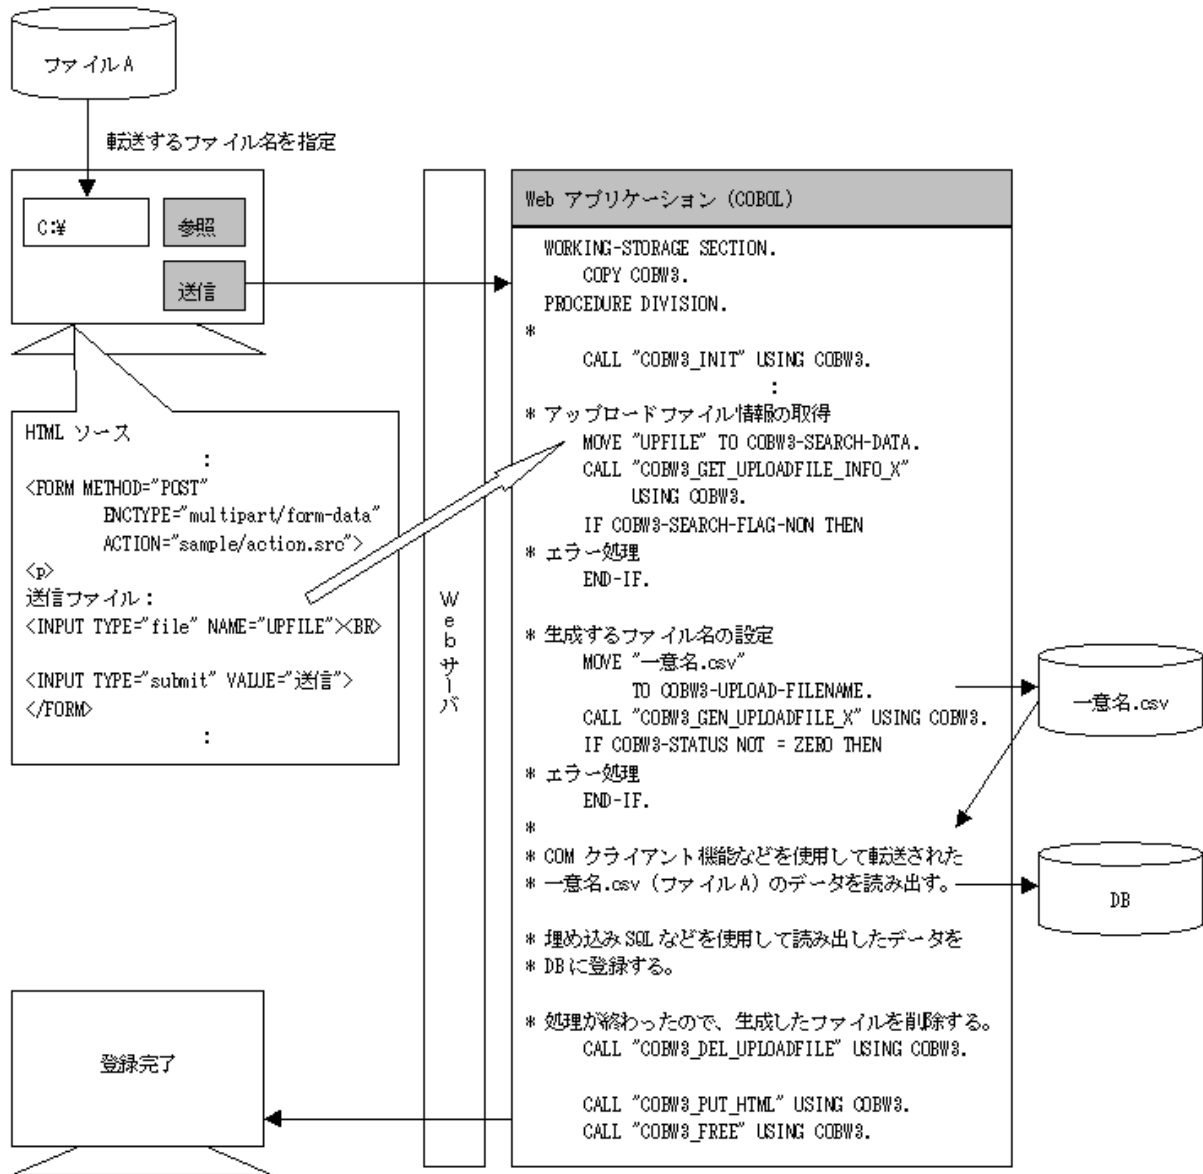 ファイルA
転送するファイル名を指定
C:¥
参照
送信
HTML ソース
:
<FORM METHOD="POST"
ENCTYPE="multipart/form-data"
ACTION="sample/action.src">
<p>
送信ファイル：
<INPUT TYPE="file" NAME="UPFILE"><BR>
<INPUT TYPE="submit" VALUE="送信">
</FORM>
:
Webサーバ
Web アプリケーション (COBOL)
WORKING-STORAGE SECTION.
COPY COBW3.
PROCEDURE DIVISION.
*
CALL "COBW3_INIT" USING COBW3.
:
* アップロードファイル情報の取得
MOVE "UPFILE" TO COBW3-SEARCH-DATA.
CALL "COBW3_GET_UPLOADFILE_INFO_X"
USING COBW3.
IF COBW3-SEARCH-FLAG-NON THEN
* エラー処理
END-IF.
* 生成するファイル名の設定
MOVE "一意名.csv"
TO COBW3-UPLOAD-FILENAME.
CALL "COBW3_GEN_UPLOADFILE_X" USING COBW3.
IF COBW3-STATUS NOT = ZERO THEN
* エラー処理
END-IF.
*
* COM クライアント機能などを使用して転送された
* 一意名.csv（ファイルA）のデータを読み出す。
* 埋め込みSQLなどを使用して読み出したデータを
* DBに登録する。
* 処理が終わったので、生成したファイルを削除する。
CALL "COBW3_DEL_UPLOADFILE" USING COBW3.
CALL "COBW3_PUT_HTML" USING COBW3.
CALL "COBW3_FREE" USING COBW3.
一意名.csv
DB
登録完了